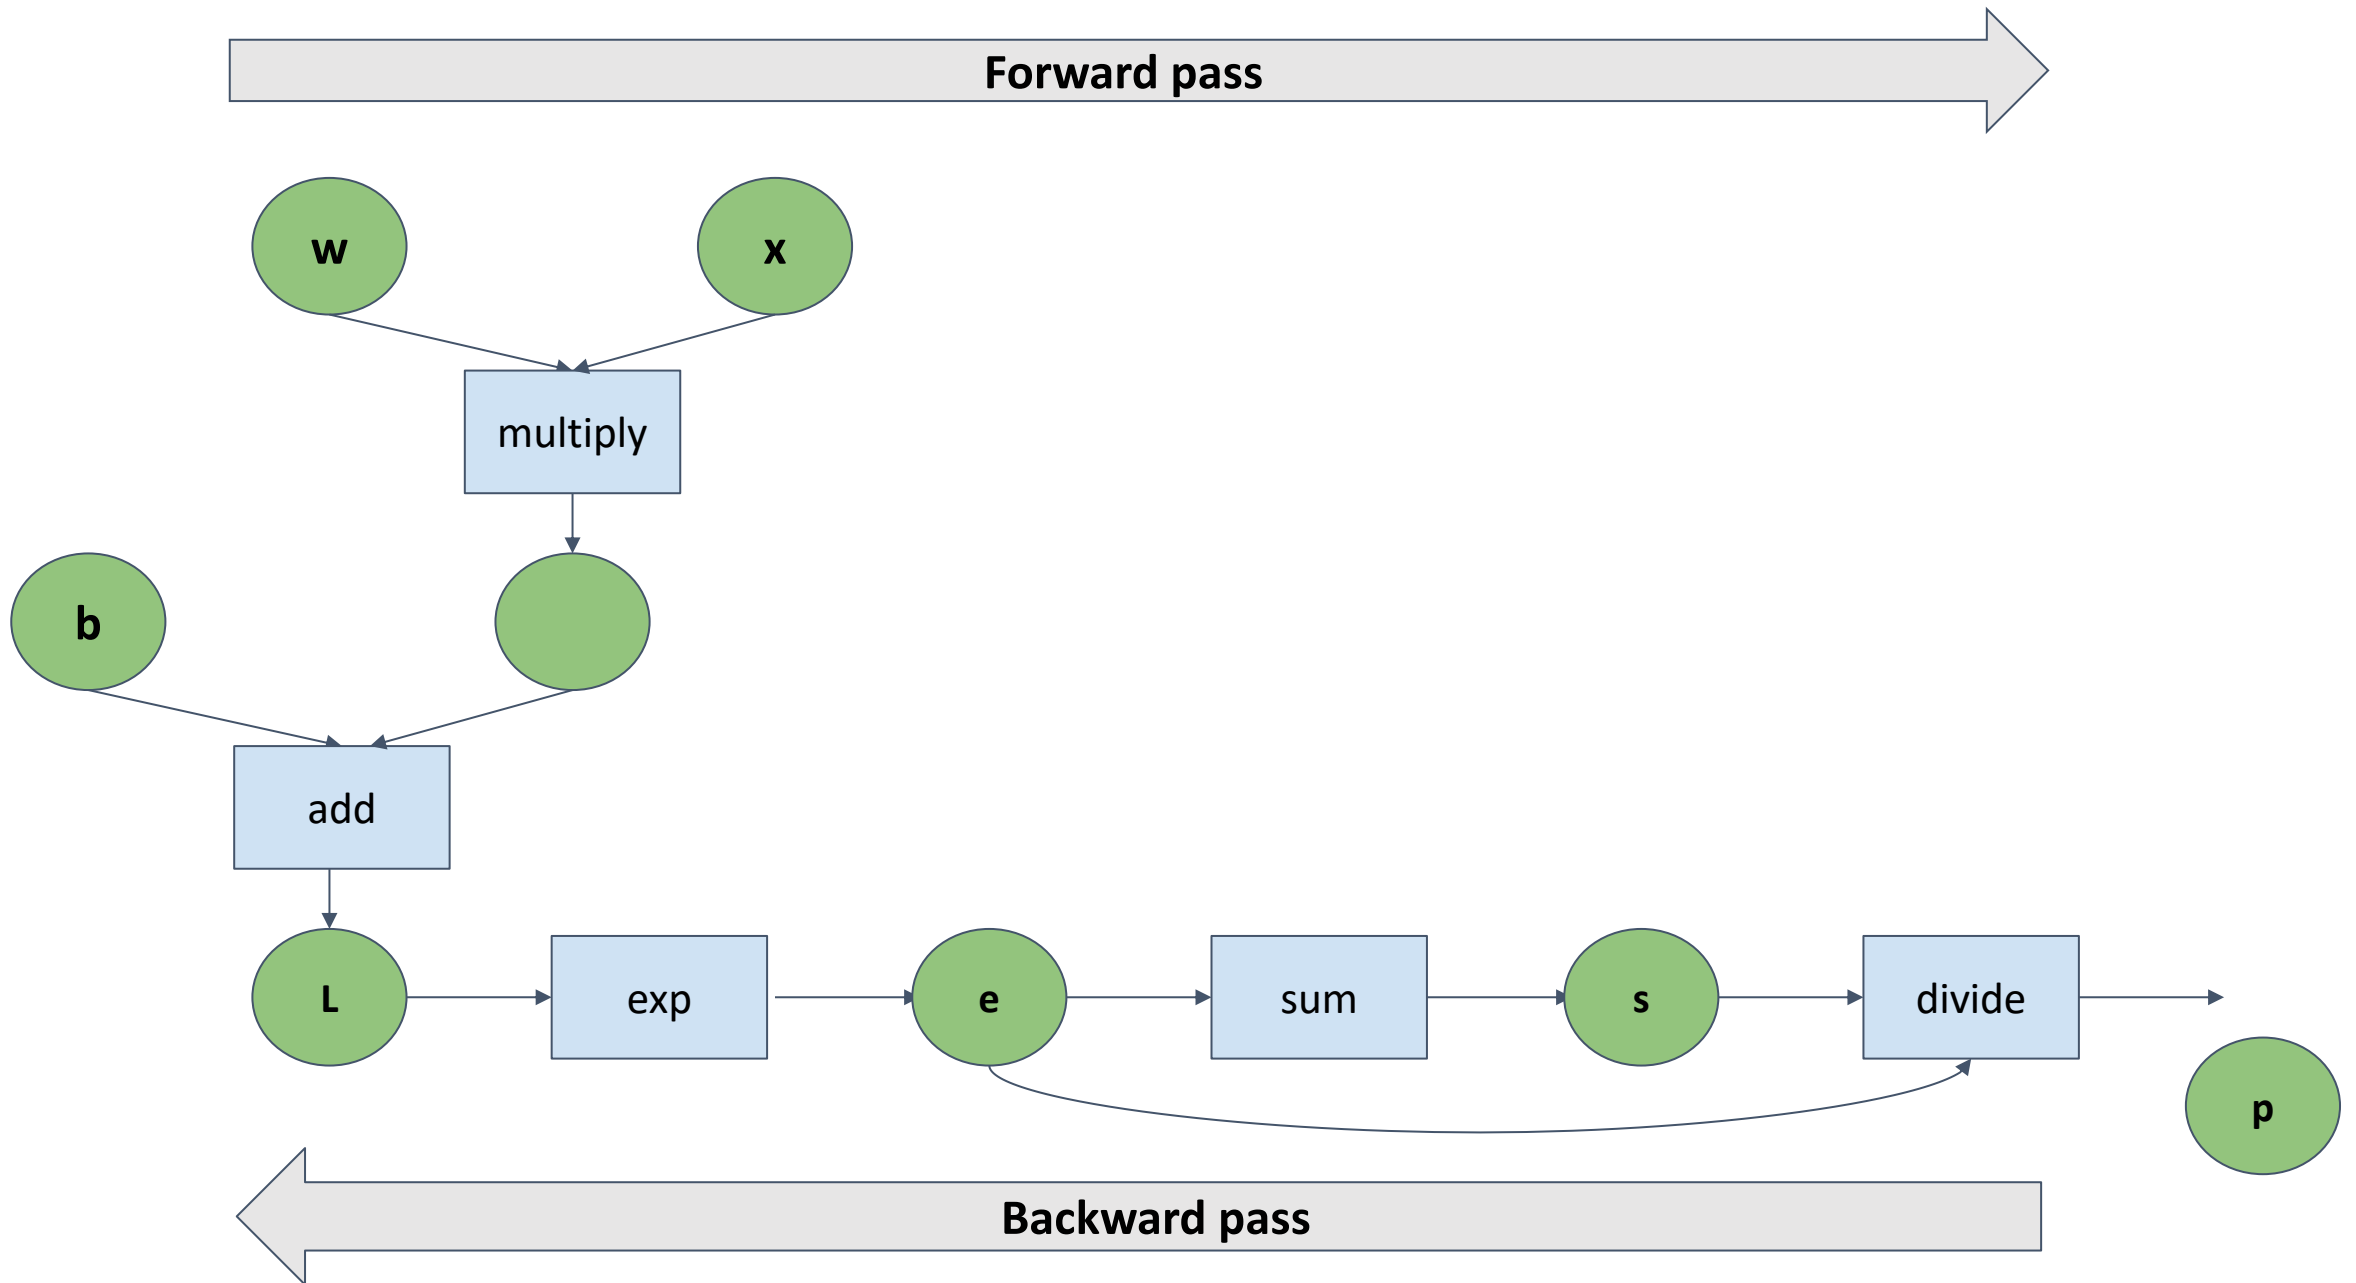 Forward pass
w
x
multiply
b
add
L
exp
e
sum
s
divide
p
Backward pass